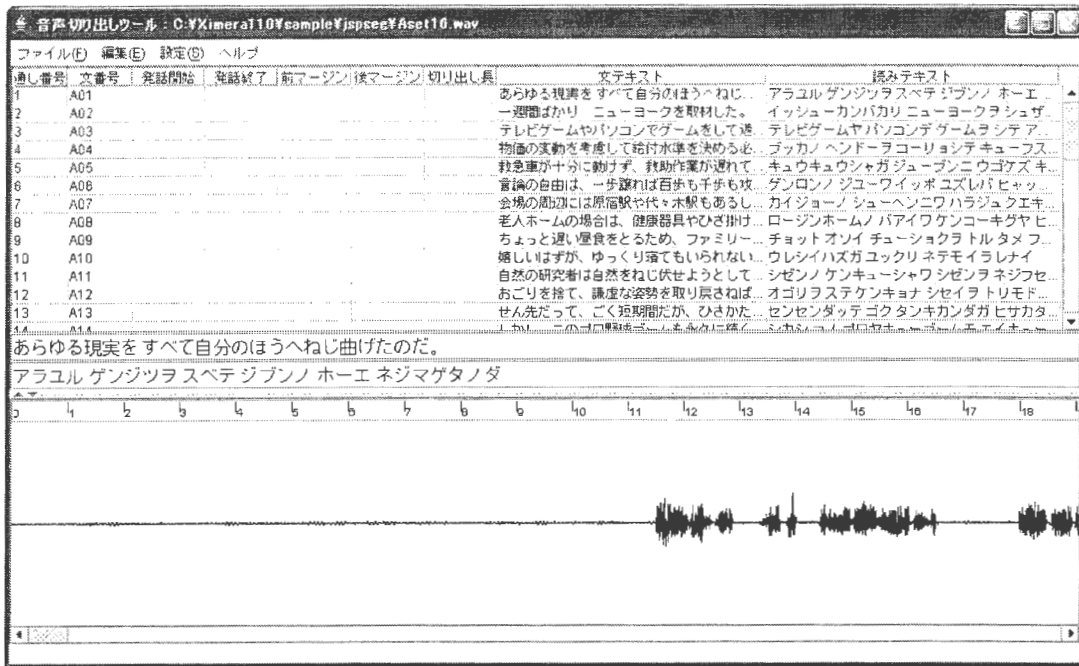 音声切り出しツール : C:¥Ximera110¥sample¥jspseg¥Aset10.wav
ファイル(F) 編集(E) 設定(S) ヘルプ
通し番号 文番号 発話開始 発話終了 前マージン 後マージン 切り出し長 文テキスト 読みテキスト
1 A01 あらゆる現実を すべて自分のほうへねじ... アラユル ゲンジツヲ スベテ ジブンノ ホーエ ...
2 A02 一週間ばかり ニューヨークを取材した。 イッシューカンバカリ ニューヨークヲ シュザ...
3 A03 テレビゲームやパソコンでゲームをして遊... テレビゲームヤ パソコンデ ゲームヲ シテ ア...
4 A04 物価の変動を考慮して給付水準を決める必... ブッカノ ヘンドーヲ コーリョシテ キューフス...
5 A05 救急車が十分に動けず、救助作業が遅れて... キュウキュウシャガ ジューブンニ ウゴケズ キ...
6 A06 言論の自由は、一歩譲れば百歩も千歩も攻... ゲンロンノ ジユーワ イッポ ユズレバ ヒャッ...
7 A07 会場の周辺には原宿駅や代々木駅もあるし... カイジョーノ シューヘンニワ ハラジュクエキ...
8 A08 老人ホームの場合は、健康器具やひざ掛け... ロージンホームノ バアイワ ケンコーキグヤ ヒ...
9 A09 ちょっと遅い昼食をとるため、ファミリー... チョット オソイ チューショクヲ トル タメ フ...
10 A10 嬉しいはずが、ゆっくり寝てもいられない... ウレシイハズガ ユックリ ネテモ イラレナイ
11 A11 自然の研究者は自然をねじ伏せようとして... シゼンノ ケンキューシャワ シゼンヲ ネジフセ...
12 A12 おごりを捨て、謙虚な姿勢を取り戻さねば... オゴリヲ ステ ケンキョナ シセイヲ トリモド...
13 A13 せん先だって、ごく短期間だが、ひさかた... センセンダッテ ゴク タンキカンダガ ヒサカタ...
14 A14
あらゆる現実を すべて自分のほうへねじ曲げたのだ。
アラユル ゲンジツヲ スベテ ジブンノ ホーエ ネジマゲタノ ダ
0 1 2 3 4 5 6 7 8 9 10 11 12 13 14 15 16 17 18